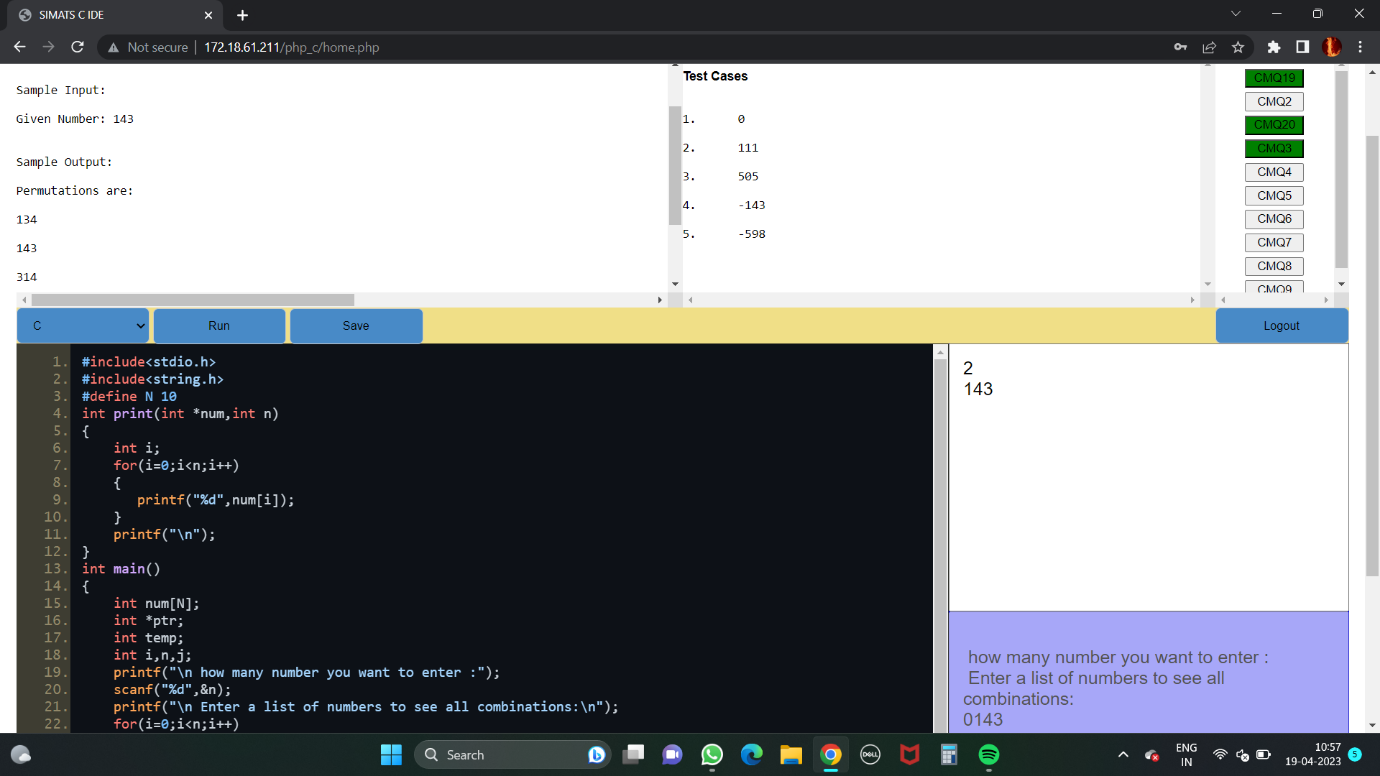 SIMATS C IDE
Not secure | 172.18.61.211/php_c/home.php
Sample Input:
Given Number: 143
Sample Output:
Permutations are:
134
143
314
Test Cases
1. 0
2. 111
3. 505
4. -143
5. -598
CMQ19
CMQ2
CMQ20
CMQ3
CMQ4
CMQ5
CMQ6
CMQ7
CMQ8
CMQ9
C
Run
Save
Logout
1. #include<stdio.h>
2. #include<string.h>
3. #define N 10
4. int print(int *num,int n)
5. {
6. int i;
7. for(i=0;i<n;i++)
8. {
9. printf("%d",num[i]);
10. }
11. printf("\n");
12. }
13. int main()
14. {
15. int num[N];
16. int *ptr;
17. int temp;
18. int i,n,j;
19. printf("\n how many number you want to enter :");
20. scanf("%d",&n);
21. printf("\n Enter a list of numbers to see all combinations:\n");
22. for(i=0;i<n;i++)
2
143
how many number you want to enter :
Enter a list of numbers to see all
combinations:
0143
Search
DELL
ENG
IN
10:57
19-04-2023
5